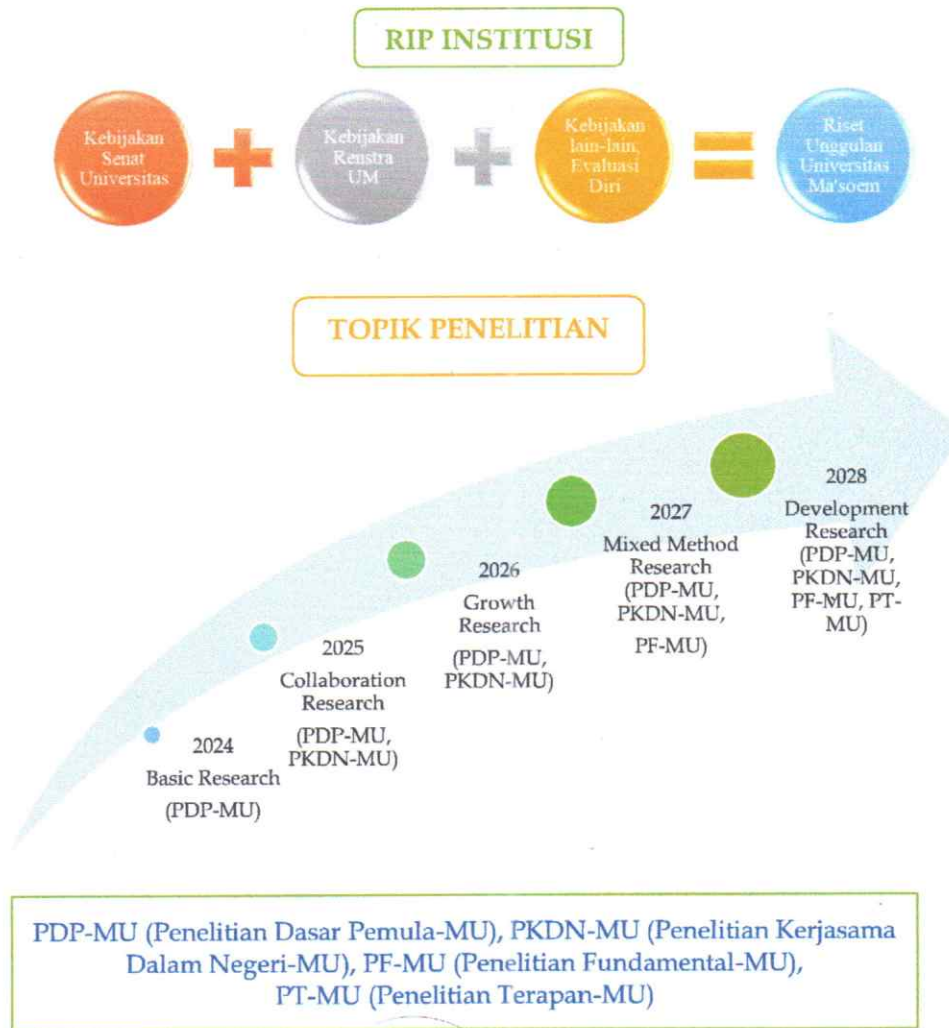 RIP INSTITUSI
Kebijakan
Senat
Universitas
Kebijakan
Renstra
UM
Kebijakan
lain-lain,
Evaluasi
Diri
Riset
Unggulan
Universitas
Ma'soem
TOPIK PENELITIAN
2024
Basic Research
(PDP-MU)
2025
Collaboration
Research
(PDP-MU,
PKDN-MU)
2026
Growth
Research
(PDP-MU,
PKDN-MU)
2027
Mixed Method
Research
(PDP-MU,
PKDN-MU,
PF-MU)
2028
Development
Research
(PDP-MU,
PKDN-MU,
PF-MU, PT-
MU)
PDP-MU (Penelitian Dasar Pemula-MU), PKDN-MU (Penelitian Kerjasama
Dalam Negeri-MU), PF-MU (Penelitian Fundamental-MU),
PT-MU (Penelitian Terapan-MU)